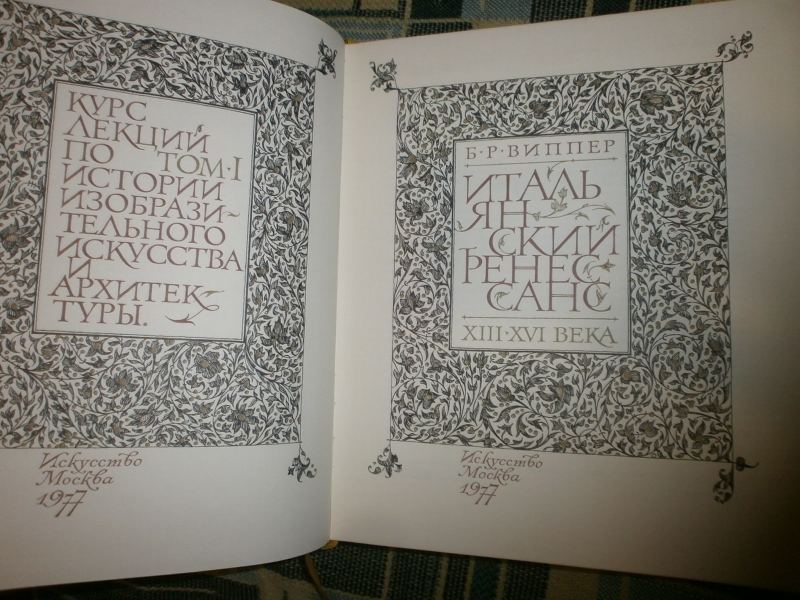 КУРС
ЛЕКЦИЙ
ПО ТОМ·I
ИСТОРИИ
ИЗОБРАЗИ-
ТЕЛЬНОГО
ИСКУССТВА
И
АРХИТЕК-
ТУРЫ.
Искусство
Москва
1977
Б·Р·ВИППЕР
ИТАЛЬ
ЯН
СКИЙ
РЕНЕС
САНС
XIII·XVI ВЕКА
Искусство
Москва
1977